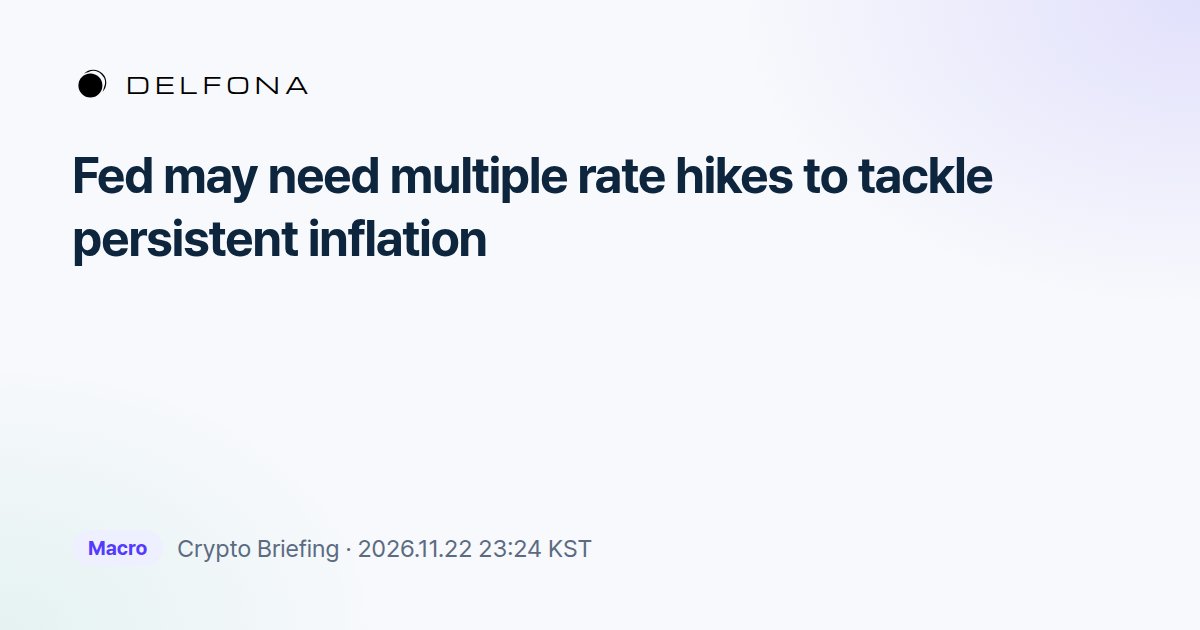 DELFONA
Fed may need multiple rate hikes to tackle
persistent inflation
Macro Crypto Briefing · 2026.11.22 23:24 KST